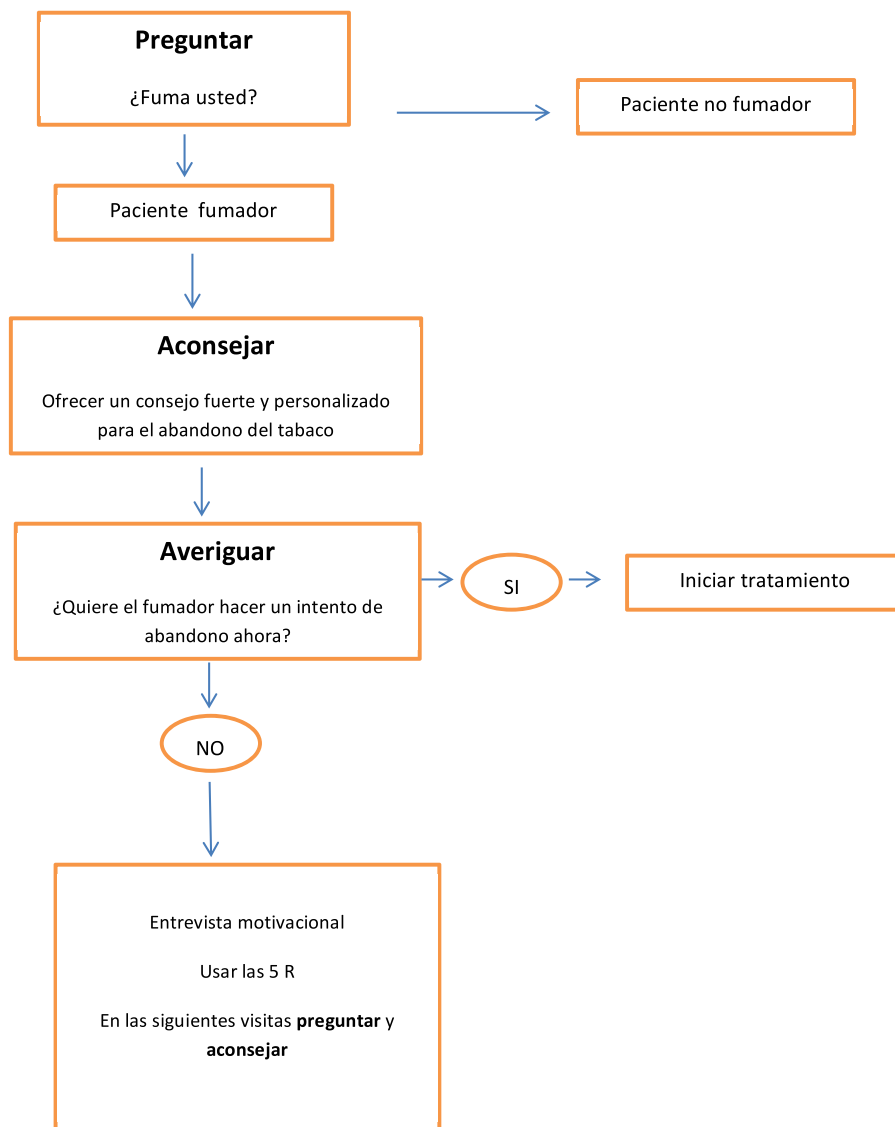 Preguntar
¿Fuma usted?
Paciente no fumador
Paciente fumador
Aconsejar
Ofrecer un consejo fuerte y personalizado
para el abandono del tabaco
Averiguar
¿Quiere el fumador hacer un intento de
abandono ahora?
SI
Iniciar tratamiento
NO
Entrevista motivacional
Usar las 5 R
En las siguientes visitas preguntar y
aconsejar